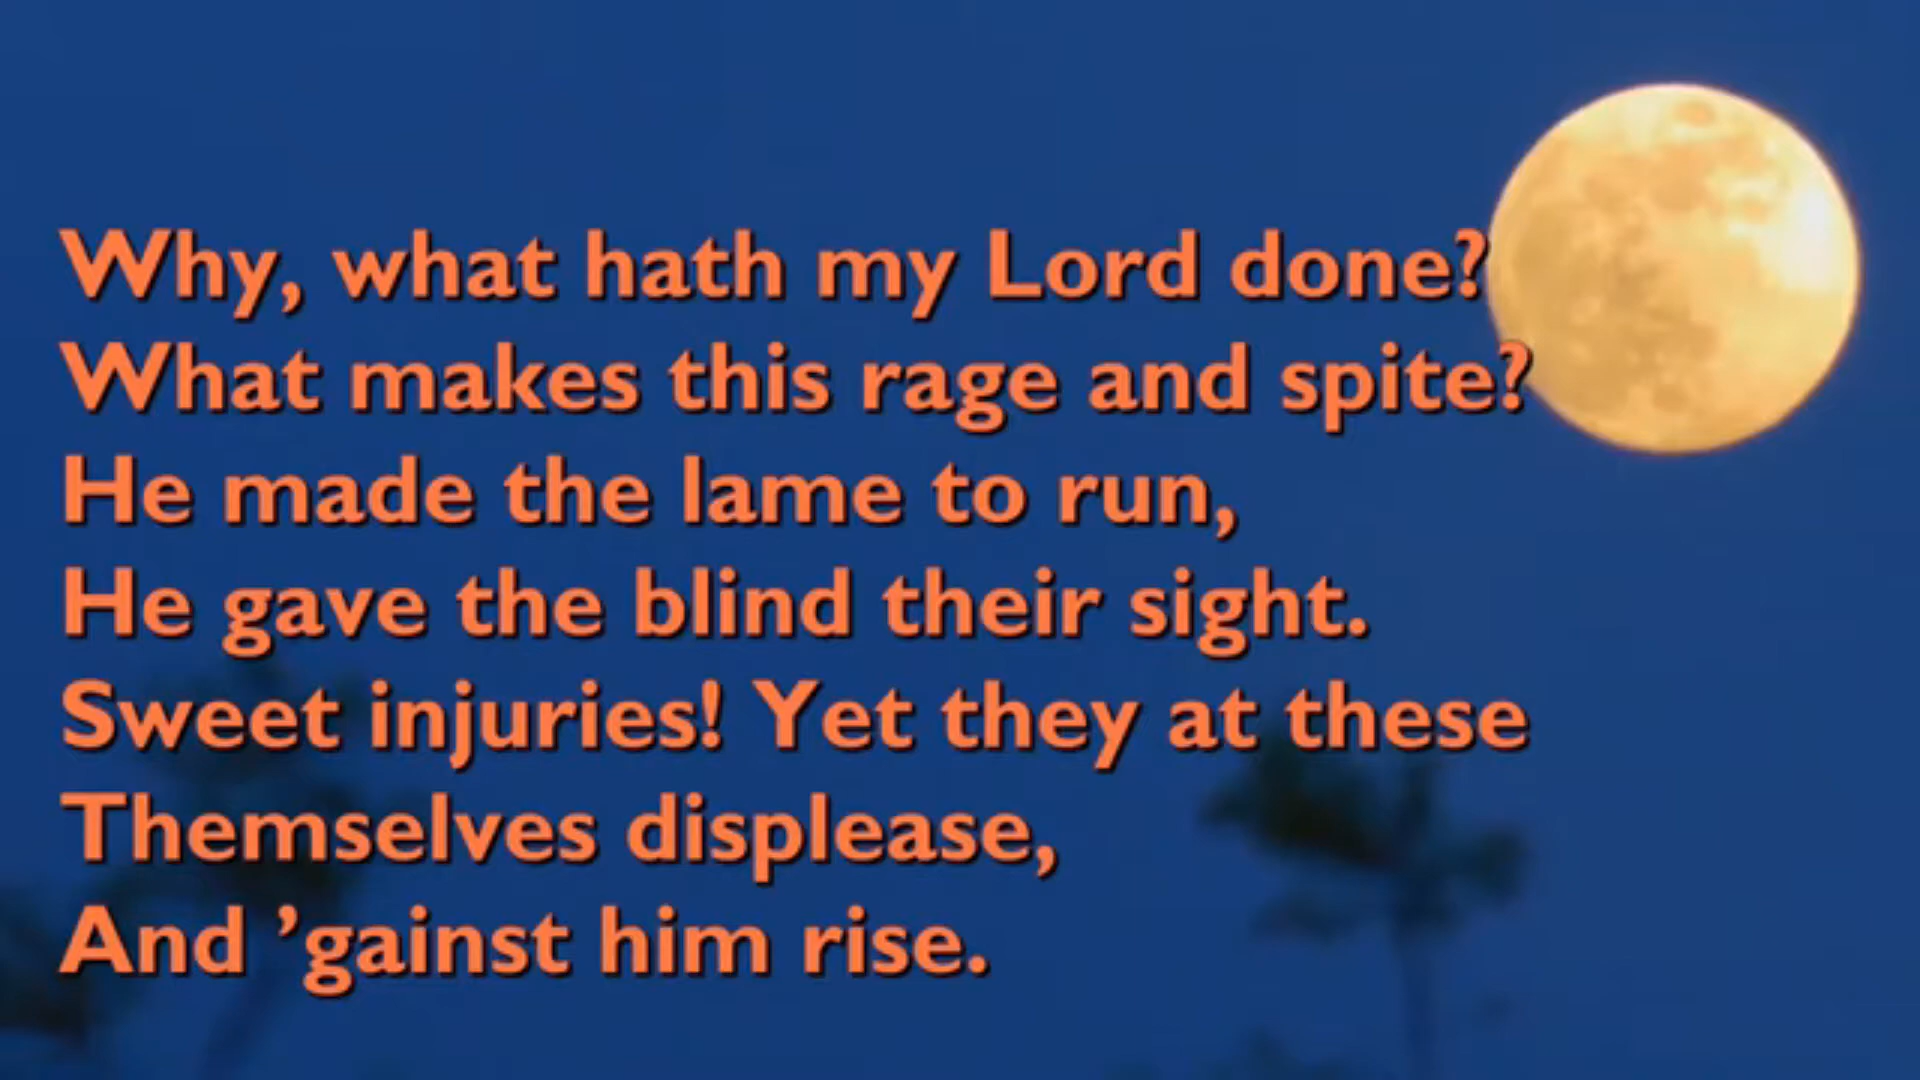 Why, what hath my Lord done?
What makes this rage and spite?
He made the lame to run,
He gave the blind their sight.
Sweet injuries! Yet they at these
Themselves displease,
And ’gainst him rise.